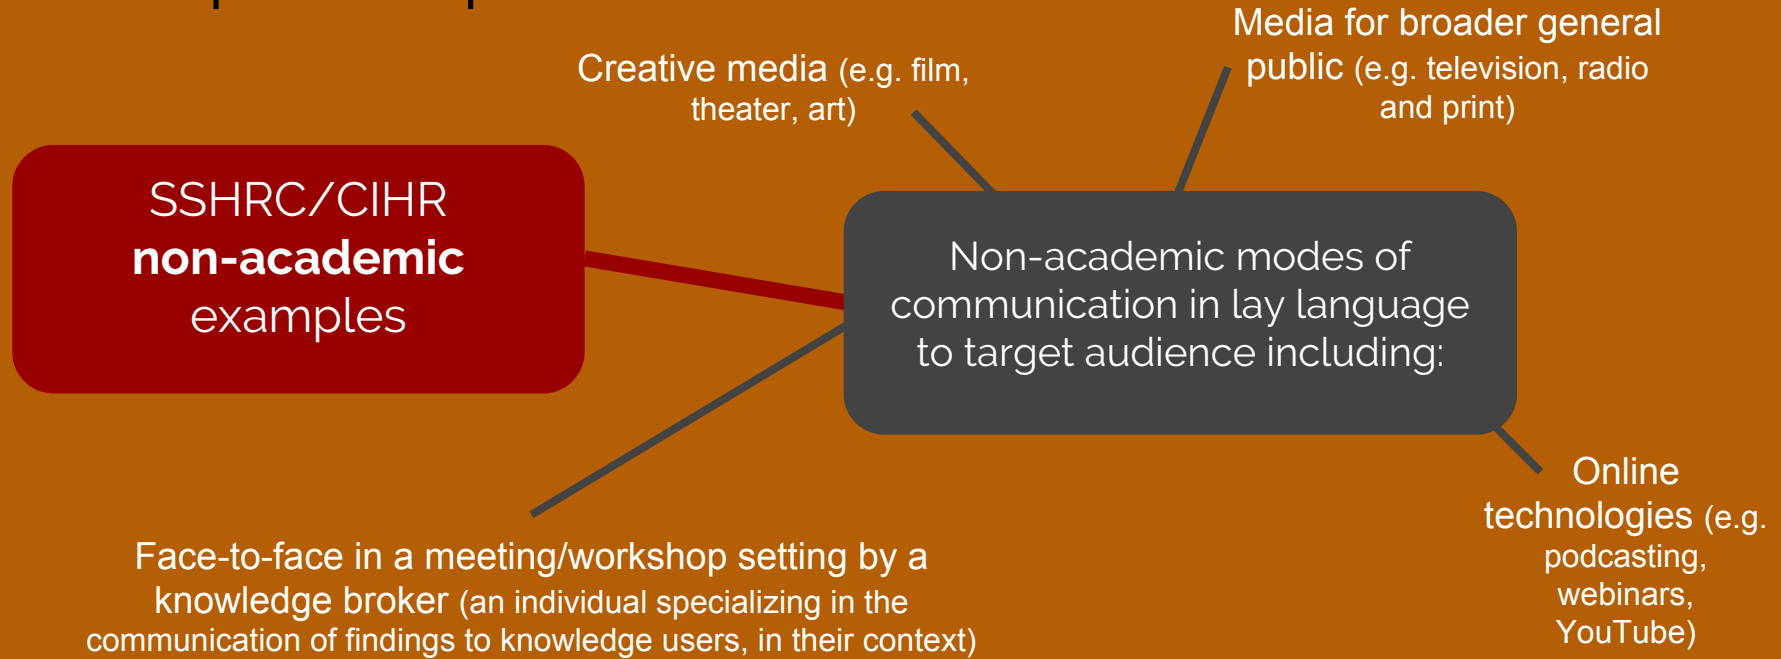 Media for broader general
public (e.g. television, radio
and print)
Creative media (e.g. film,
theater, art)
SSHRC/CIHR
non-academic
examples
Non-academic modes of
communication in lay language
to target audience including:
Online
technologies (e.g.
podcasting,
webinars,
YouTube)
Face-to-face in a meeting/workshop setting by a
knowledge broker (an individual specializing in the
communication of findings to knowledge users, in their context)